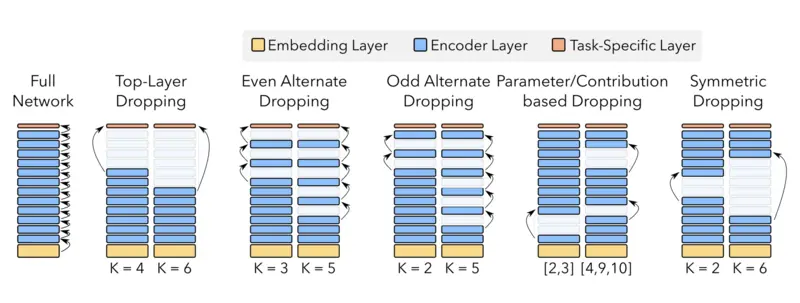 Embedding Layer
Encoder Layer
Task-Specific Layer
Full
Network
Top-Layer
Dropping
Even Alternate
Dropping
Odd Alternate
Dropping
Parameter/Contribution
based Dropping
Symmetric
Dropping
K = 4
K = 6
K = 3
K = 5
K = 2
K = 5
[2,3]
[4,9,10]
K = 2
K = 6